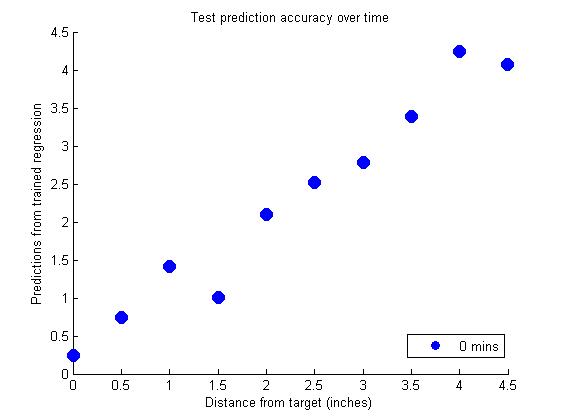 Test prediction accuracy over time
Predictions from trained regression
4.5
4
3.5
3
2.5
2
1.5
1
0.5
0
0 mins
0 0.5 1 1.5 2 2.5 3 3.5 4 4.5
Distance from target (inches)